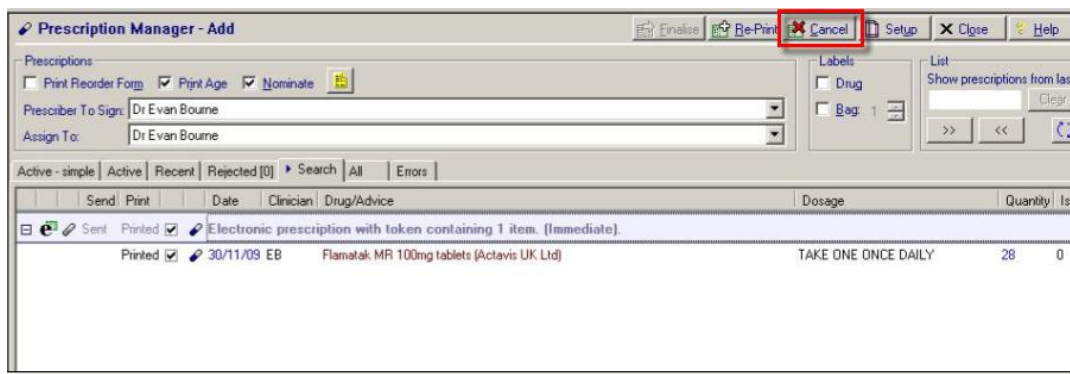 Prescription Manager - Add
Finalise Re-Print Cancel Setup Close Help
Prescriptions Labels List
Print Reorder Form Print Age Nominate Drug Show prescriptions from las
Prescriber To Sign: Dr Evan Bourne Bag: 1 Clear
Assign To: Dr Evan Bourne >> <<
Active - simple Active Recent Rejected [0] Search All Errors
Send Print Date Clinician Drug/Advice Dosage Quantity Is
Sent Printed Electronic prescription with token containing 1 item. (Immediate).
Printed 30/11/09 EB Flamatak MR 100mg tablets (Actavis UK Ltd) TAKE ONE ONCE DAILY 28 0